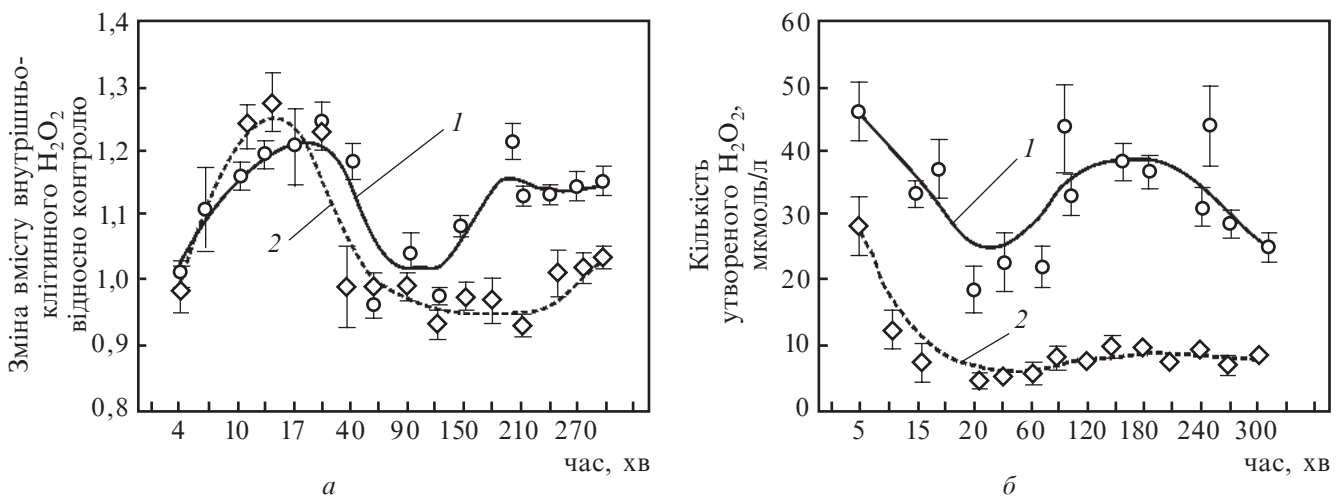 Зміна вмісту внутрішньо-
клітинного H₂O₂
відносно контролю
1,4
1,3
1,2
1,1
1,0
0,9
0,8
1
2
4 10 17 40 90 150 210 270
час, хв
а
Кількість
утвореного H₂O₂,
мкмоль/л
60
50
40
30
20
10
0
1
2
5 15 20 60 120 180 240 300
час, хв
б